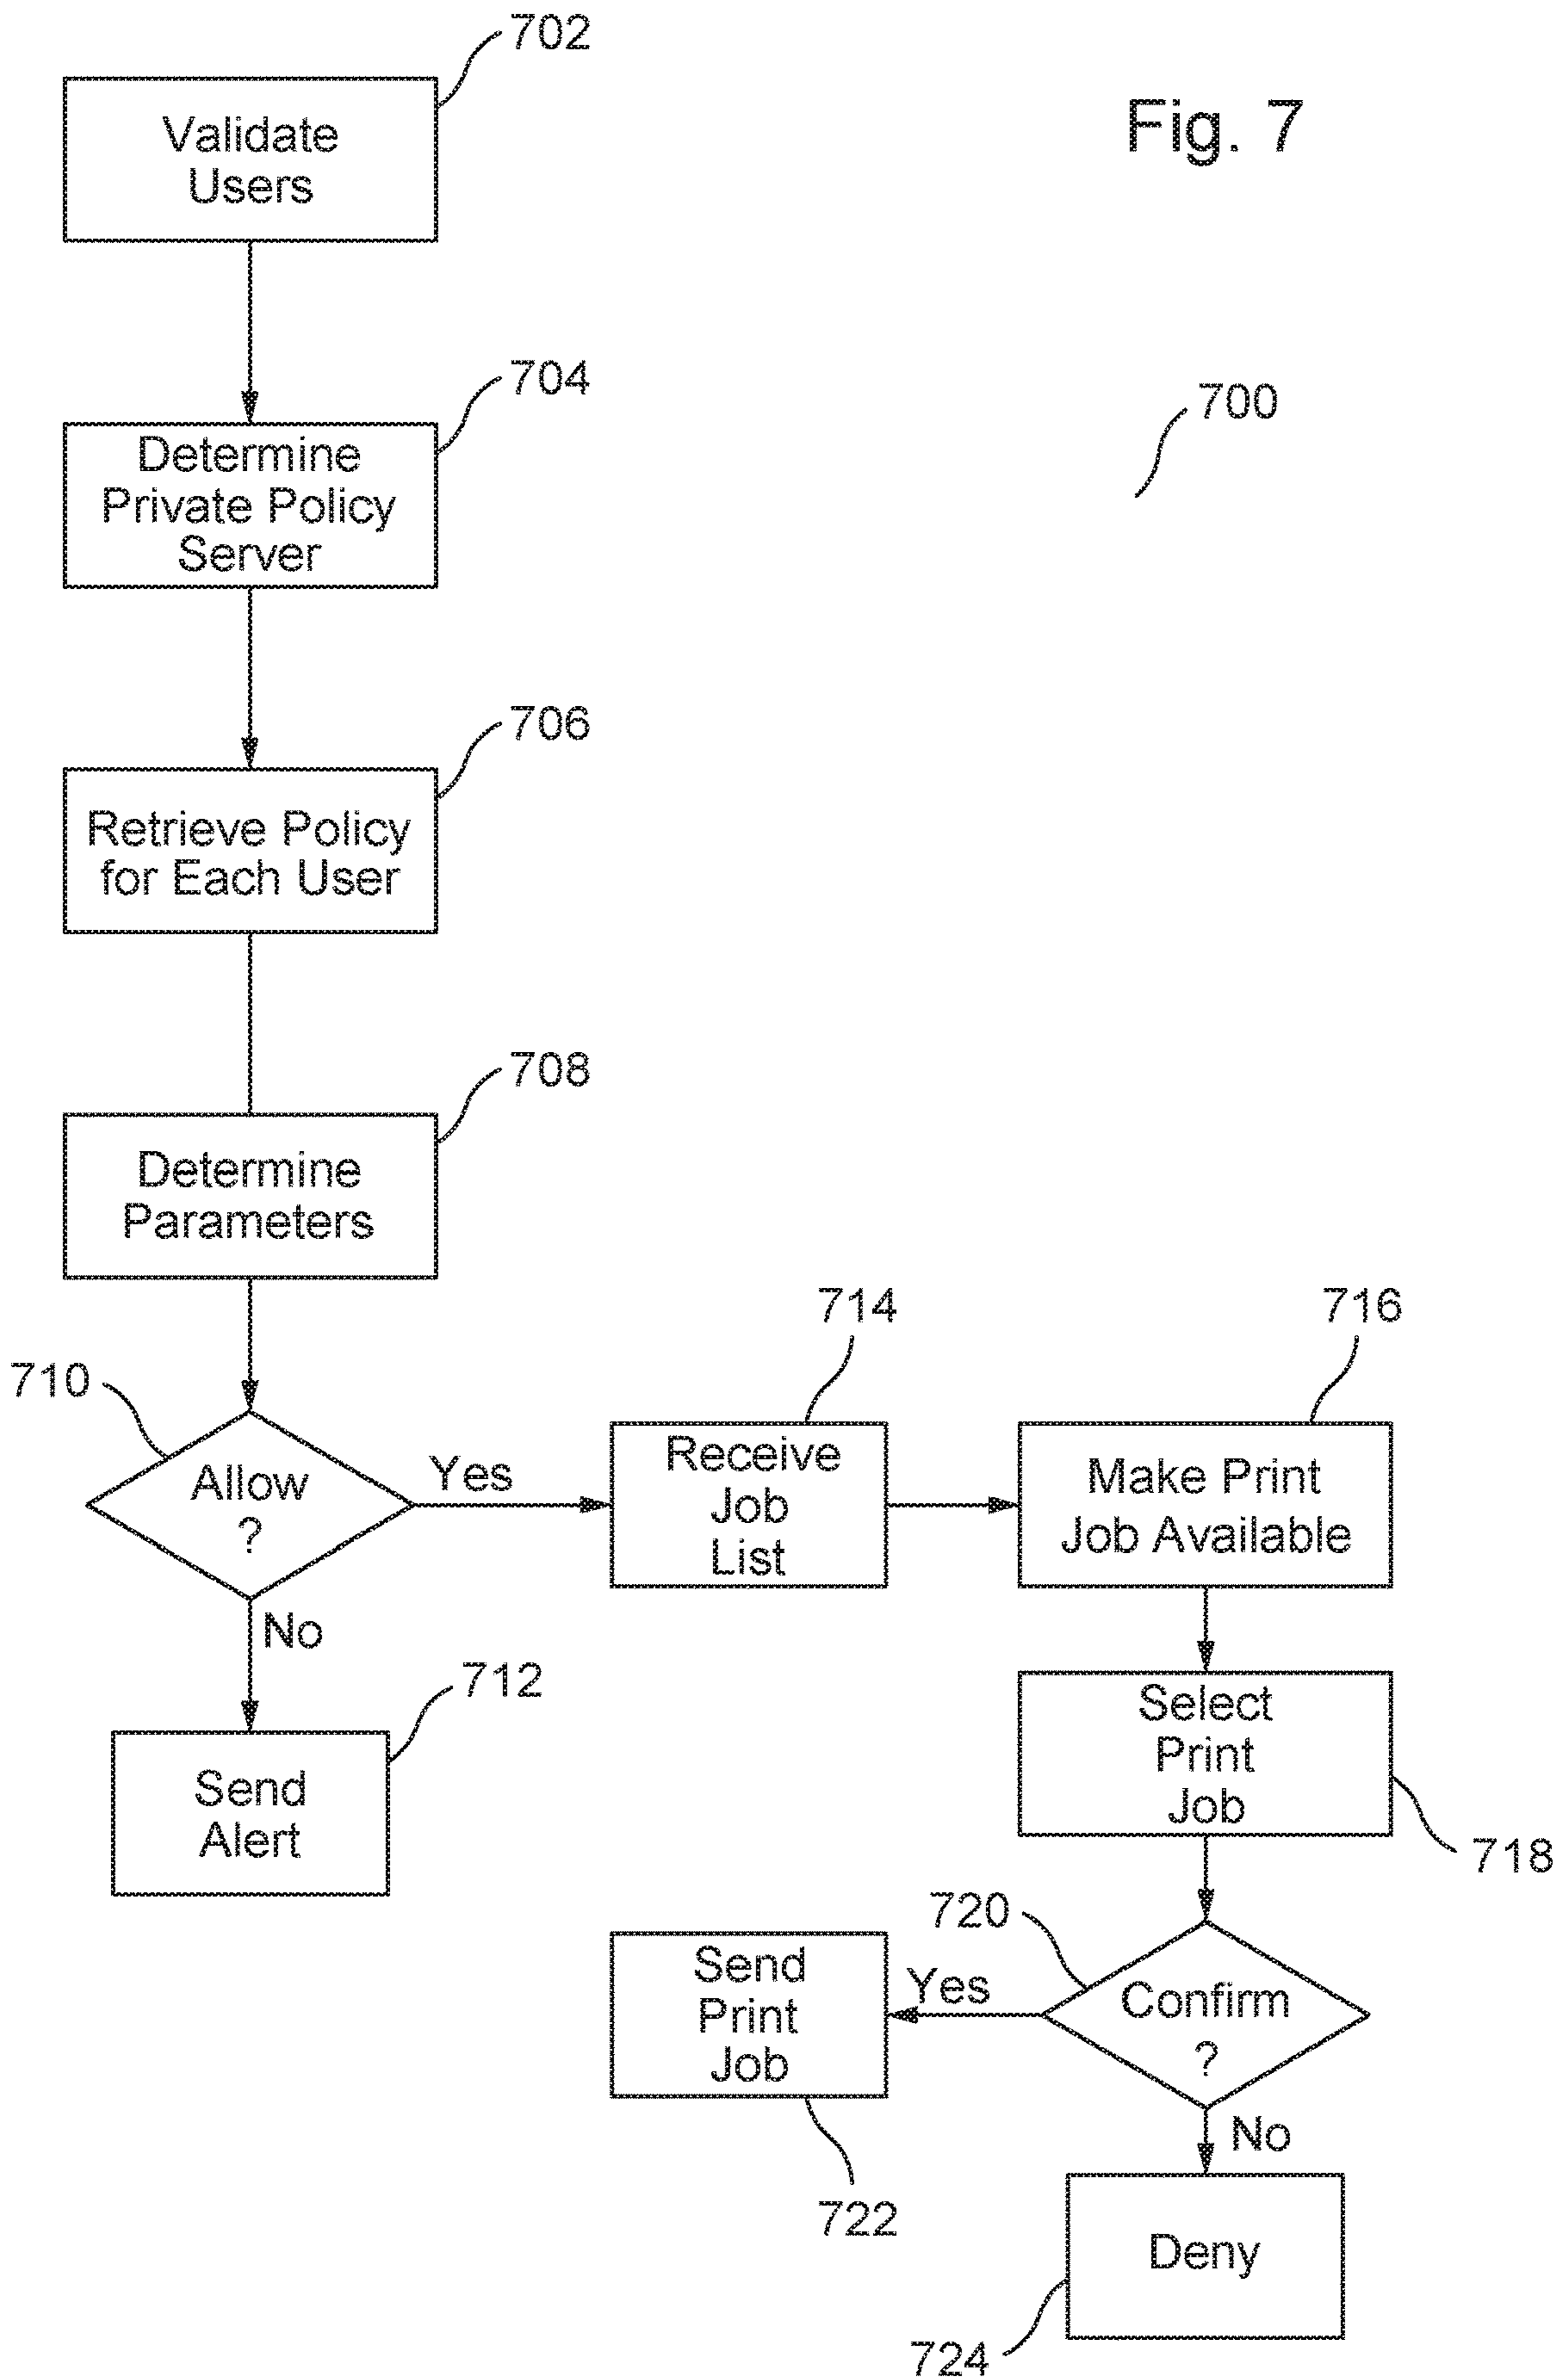 702
Fig. 7
Validate
Users
704
700
Determine
Private Policy
Server
706
Retrieve Policy
for Each User
708
Determine
Parameters
710
Allow
?
Yes
714
Receive
Job
List
716
Make Print
Job Available
No
712
Send
Alert
Select
Print
Job
718
720
Confirm
?
Yes
Send
Print
Job
722
No
Deny
724